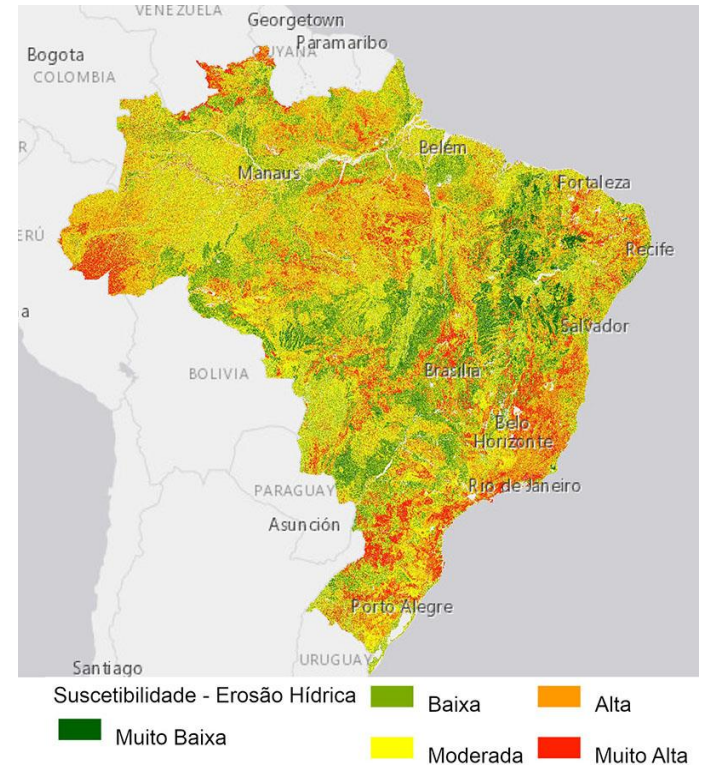 VENEZUELA
Georgetown
Paramaribo
GUYANA
Bogota
COLOMBIA
Belém
Manaus
Fortaleza
R
ERÚ
Recife
a
Salvador
BOLIVIA
Brasília
Belo
Horizonte
PARAGUAY
Rio de Janeiro
Asunción
Porto Alegre
URUGUAY
Santiago
Suscetibilidade - Erosão Hídrica
Muito Baixa
Baixa
Moderada
Alta
Muito Alta